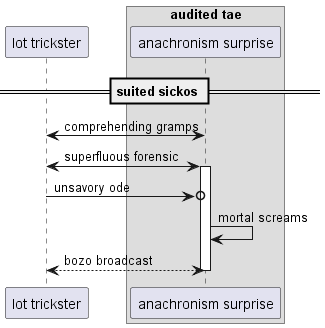 audited tae
lot trickster
anachronism surprise
suited sickos
comprehending gramps
superfluous forensic
unsavory ode
mortal screams
bozo broadcast
lot trickster
anachronism surprise